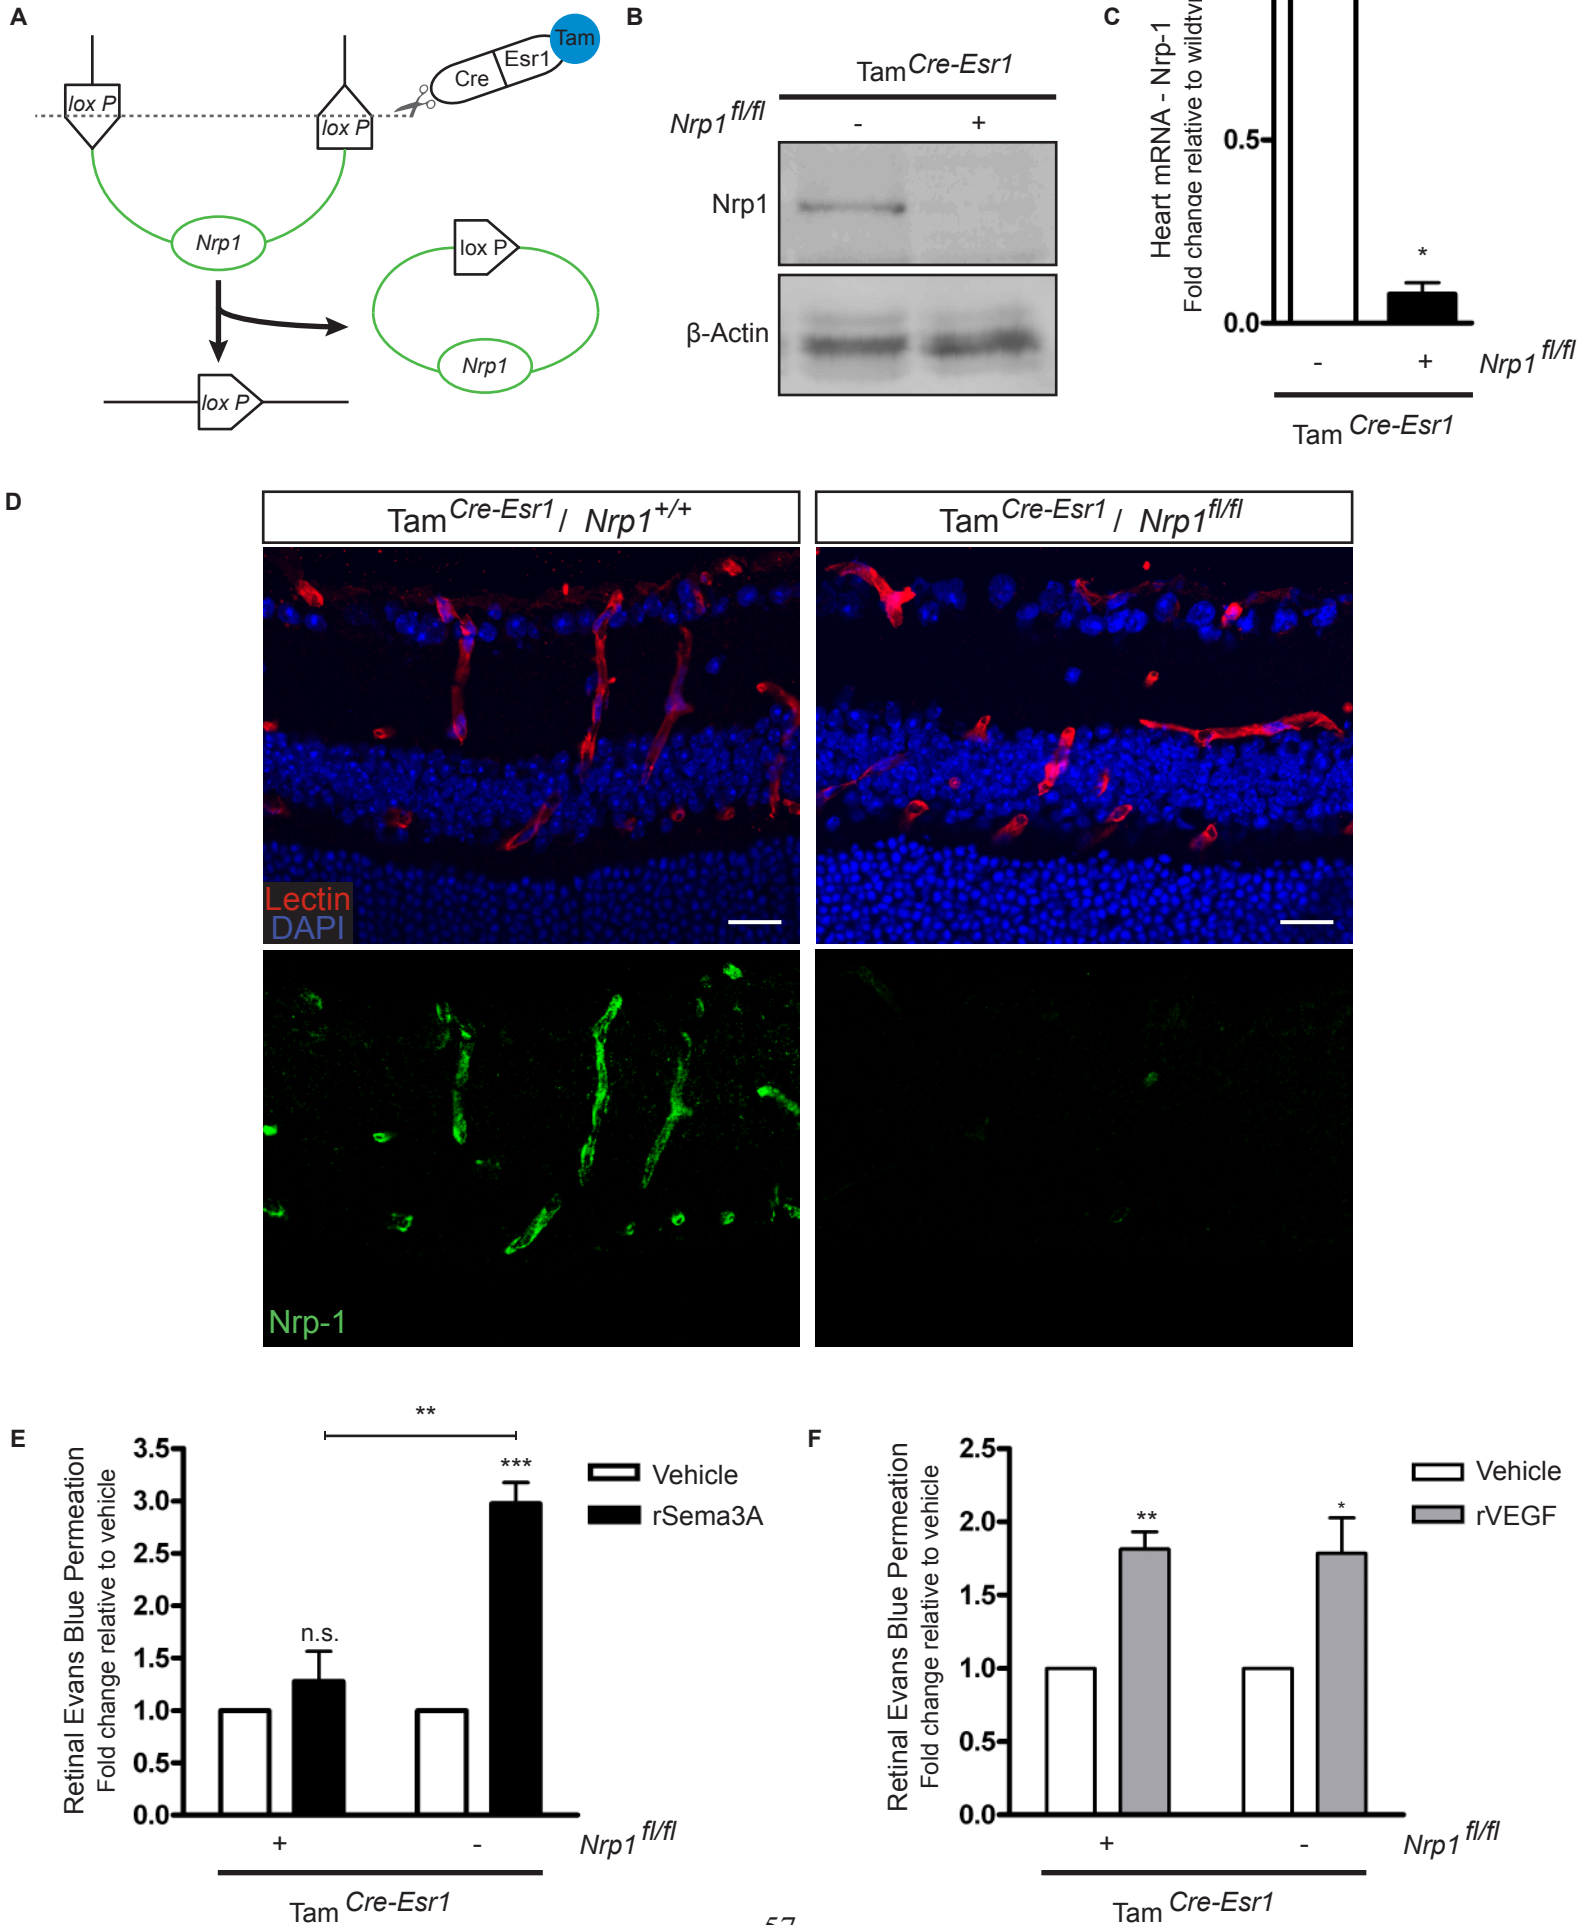 A
lox P
lox P
Cre
Esr1
Tam
Nrp1
lox P
Nrp1
lox P
B
Tam Cre-Esr1
Nrp1 fl/fl
- +
Nrp1
β-Actin
C
Heart mRNA - Nrp-1
Fold change relative to
0.5
0.0
*
- + Nrp1 fl/fl
Tam Cre-Esr1
D
Tam Cre-Esr1 / Nrp1 +/+
Tam Cre-Esr1 / Nrp1 fl/fl
Lectin
DAPI
Nrp-1
E
Retinal Evans Blue Permeation
Fold change relative to vehicle
3.5
3.0
2.5
2.0
1.5
1.0
0.5
0.0
**
***
n.s.
Vehicle
rSema3A
+ - Nrp1 fl/fl
Tam Cre-Esr1
F
Retinal Evans Blue Permeation
Fold change relative to vehicle
2.5
2.0
1.5
1.0
0.5
0.0
**
*
Vehicle
rVEGF
+ - Nrp1 fl/fl
Tam Cre-Esr1
57